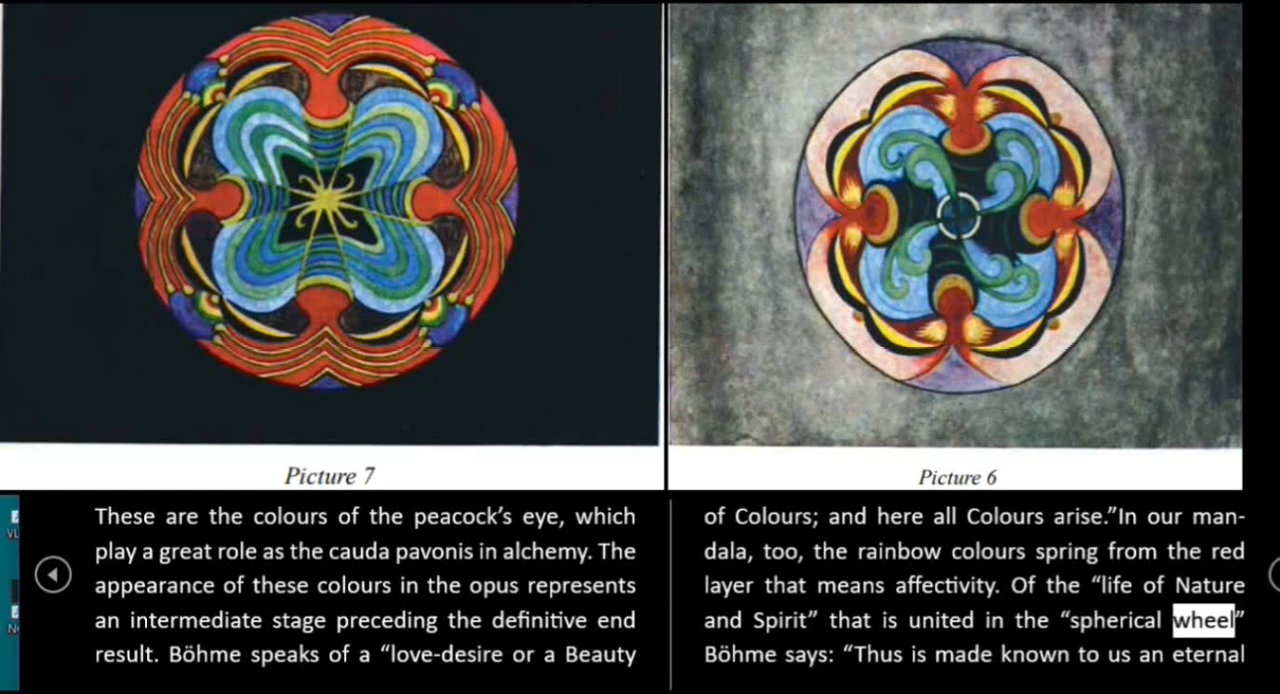 Picture 7
Picture 6
These are the colours of the peacock’s eye, which
play a great role as the cauda pavonis in alchemy. The
appearance of these colours in the opus represents
an intermediate stage preceding the definitive end
result. Böhme speaks of a “love-desire or a Beauty
of Colours; and here all Colours arise.”In our man-
dala, too, the rainbow colours spring from the red
layer that means affectivity. Of the “life of Nature
and Spirit” that is united in the “spherical wheel”
Böhme says: “Thus is made known to us an eternal